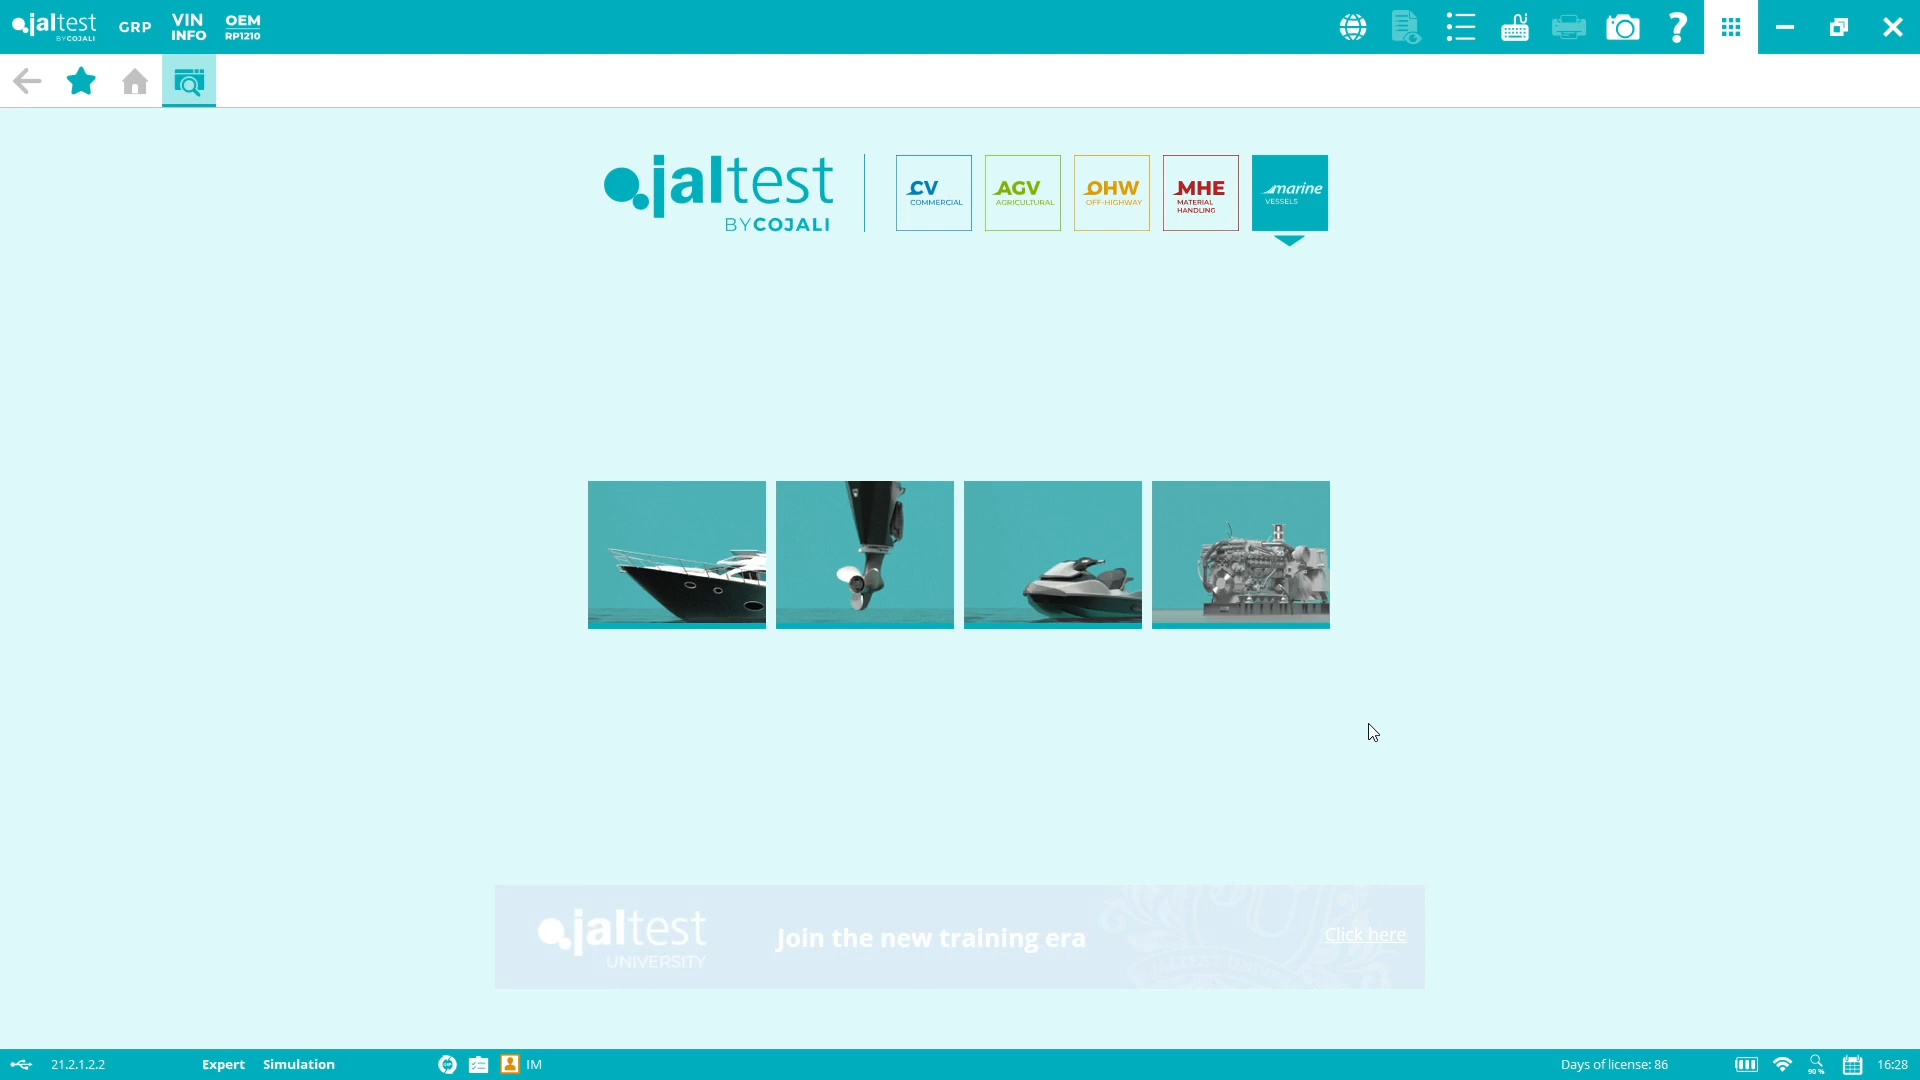 jaltest
BY COJALI
GRP
VIN
INFO
OEM
RP1210
?
jaltest
BY COJALI
CV
COMMERCIAL
AGV
AGRICULTURAL
OHW
OFF-HIGHWAY
MHE
MATERIAL
HANDLING
marine
VESSELS
jaltest
UNIVERSITY
Join the new training era
Click here
21.2.1.2.2
Expert
Simulation
IM
Days of license: 86
90 %
16:28